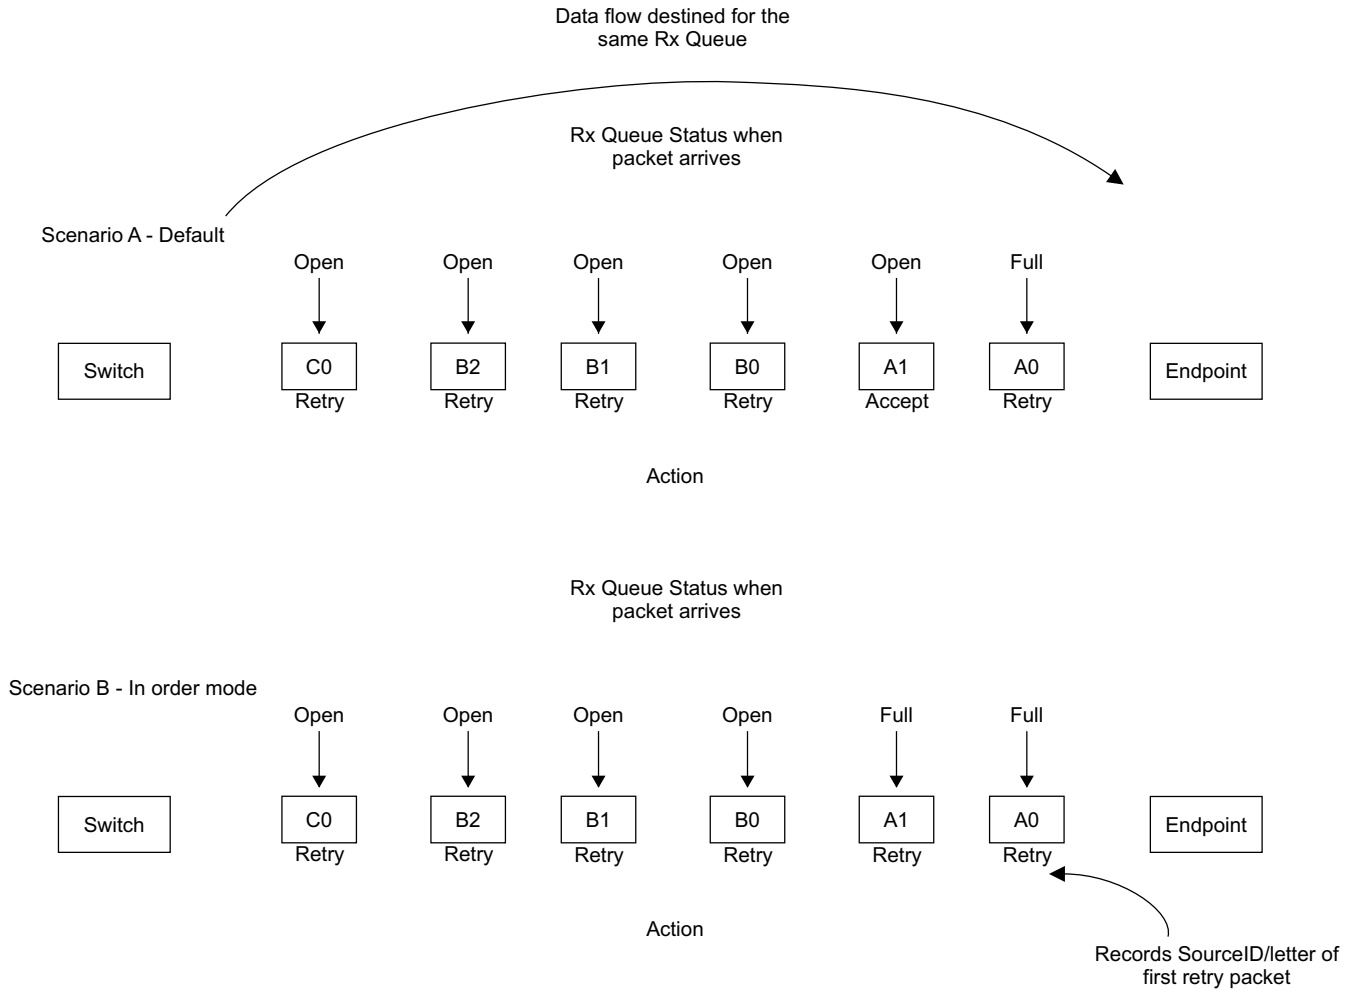 Data flow destined for the
same Rx Queue
Rx Queue Status when
packet arrives
Scenario A - Default
Open Open Open Open Open Full
Switch C0 B2 B1 B0 A1 A0 Endpoint
Retry Retry Retry Retry Accept Retry
Action
Rx Queue Status when
packet arrives
Scenario B - In order mode
Open Open Open Open Full Full
Switch C0 B2 B1 B0 A1 A0 Endpoint
Retry Retry Retry Retry Retry Retry
Action
Records SourceID/letter of
first retry packet